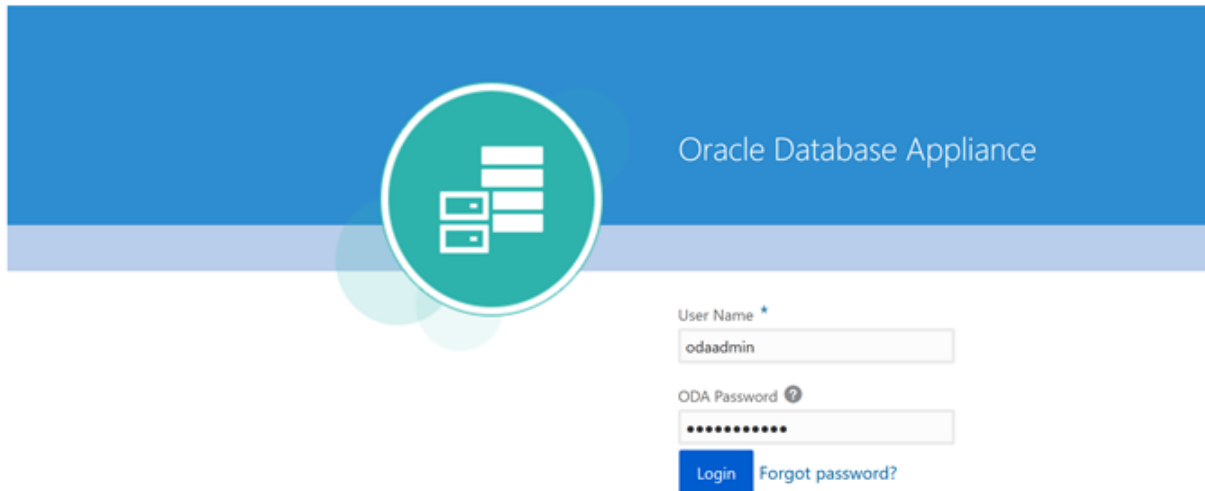 Oracle Database Appliance
User Name *
odaadmin
ODA Password ?
•••••••••••
Login Forgot password?